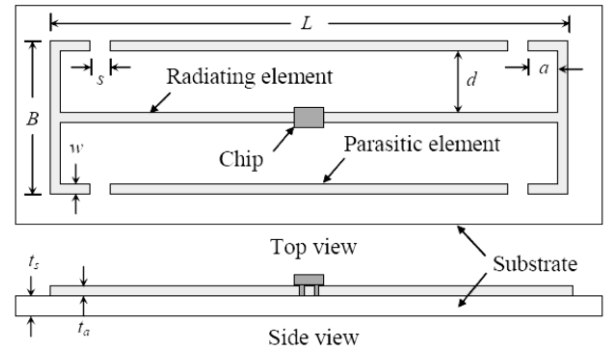 L
s
d
a
Radiating element
B
Chip
w
Parasitic element
Top view
Substrate
ts
ta
Side view